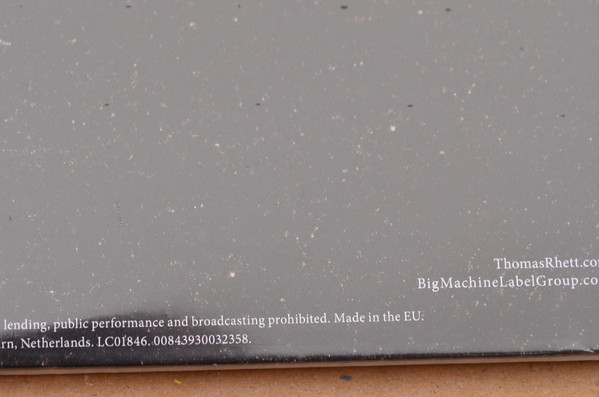 ThomasRhett.co
BigMachineLabelGroup.co
lending, public performance and broadcasting prohibited. Made in the EU.
rn, Netherlands. LC01846. 00843930032358.